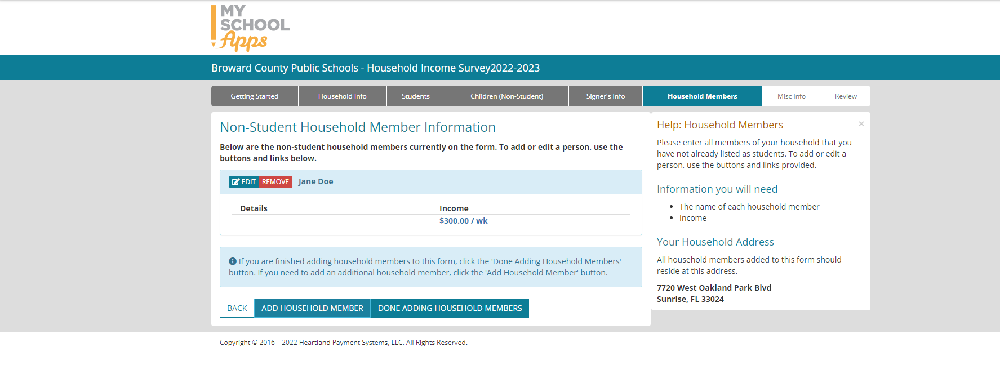 MY
SCHOOL
Apps
Broward County Public Schools - Household Income Survey2022-2023
Getting Started
Household Info
Students
Children (Non-Student)
Signer's Info
Household Members
Misc Info
Review
Non-Student Household Member Information
Below are the non-student household members currently on the form. To add or edit a person, use the
buttons and links below.
EDIT REMOVE Jane Doe
Details Income
$300.00 / wk
If you are finished adding household members to this form, click the 'Done Adding Household Members'
button. If you need to add an additional household member, click the 'Add Household Member' button.
BACK ADD HOUSEHOLD MEMBER DONE ADDING HOUSEHOLD MEMBERS
Help: Household Members ×
Please enter all members of your household that you
have not already listed as students. To add or edit a
person, use the buttons and links provided.
Information you will need
• The name of each household member
• Income
Your Household Address
All household members added to this form should
reside at this address.
7720 West Oakland Park Blvd
Sunrise, FL 33024
Copyright © 2016 – 2022 Heartland Payment Systems, LLC. All Rights Reserved.